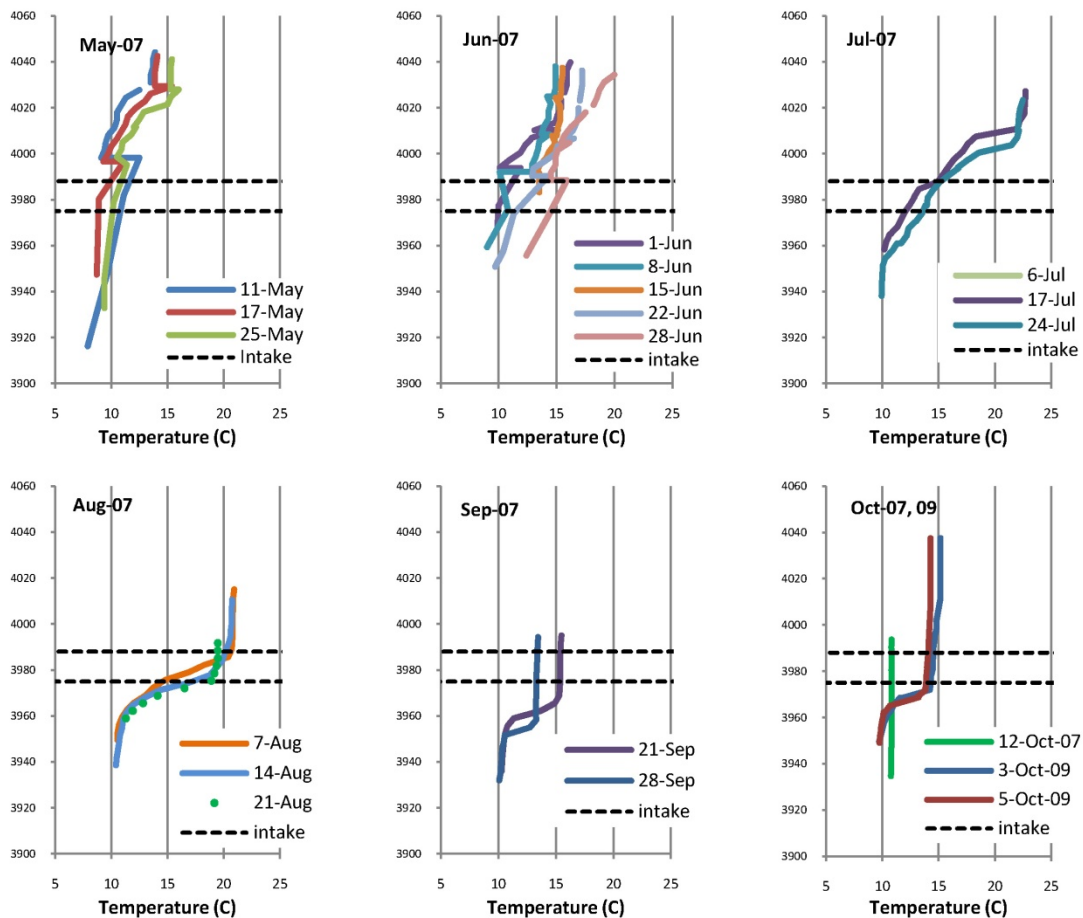 May-07
4060
4040
4020
4000
3980
3960
3940
3920
3900
11-May
17-May
25-May
Intake
5 10 15 20 25
Temperature (C)
Jun-07
4060
4040
4020
4000
3980
3960
3940
3920
3900
1-Jun
8-Jun
15-Jun
22-Jun
28-Jun
intake
5 10 15 20 25
Temperature (C)
Jul-07
4060
4040
4020
4000
3980
3960
3940
3920
3900
6-Jul
17-Jul
24-Jul
intake
5 10 15 20 25
Temperature (C)
Aug-07
4060
4040
4020
4000
3980
3960
3940
3920
3900
7-Aug
14-Aug
21-Aug
intake
5 10 15 20 25
Temperature (C)
Sep-07
4060
4040
4020
4000
3980
3960
3940
3920
3900
21-Sep
28-Sep
intake
5 10 15 20 25
Temperature (C)
Oct-07, 09
4060
4040
4020
4000
3980
3960
3940
3920
3900
12-Oct-07
3-Oct-09
5-Oct-09
intake
5 10 15 20 25
Temperature (C)